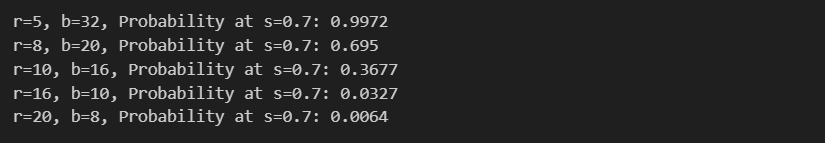 r=5, b=32, Probability at s=0.7: 0.9972
r=8, b=20, Probability at s=0.7: 0.695
r=10, b=16, Probability at s=0.7: 0.3677
r=16, b=10, Probability at s=0.7: 0.0327
r=20, b=8, Probability at s=0.7: 0.0064